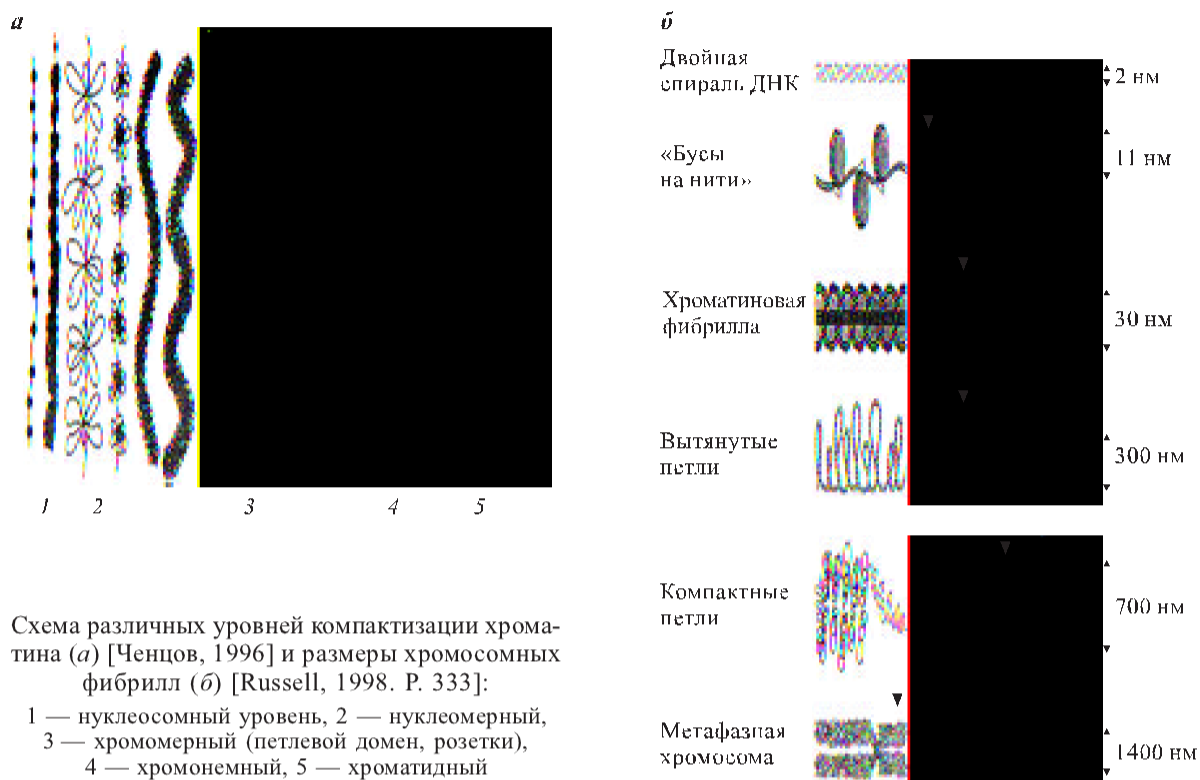 а
1 2 3 4 5
Схема различных уровней компактизации хрома-
тина (а) [Ченцов, 1996] и размеры хромосомных
фибрилл (б) [Russell, 1998. P. 333]:
1 — нуклеосомный уровень, 2 — нуклеомерный,
3 — хромомерный (петлевой домен, розетки),
4 — хромонемный, 5 — хроматидный
б
Двойная
спираль ДНК
2 нм
«Бусы
на нити»
11 нм
Хроматиновая
фибрилла
30 нм
Вытянутые
петли
300 нм
Компактные
петли
700 нм
Метафазная
хромосома
1400 нм